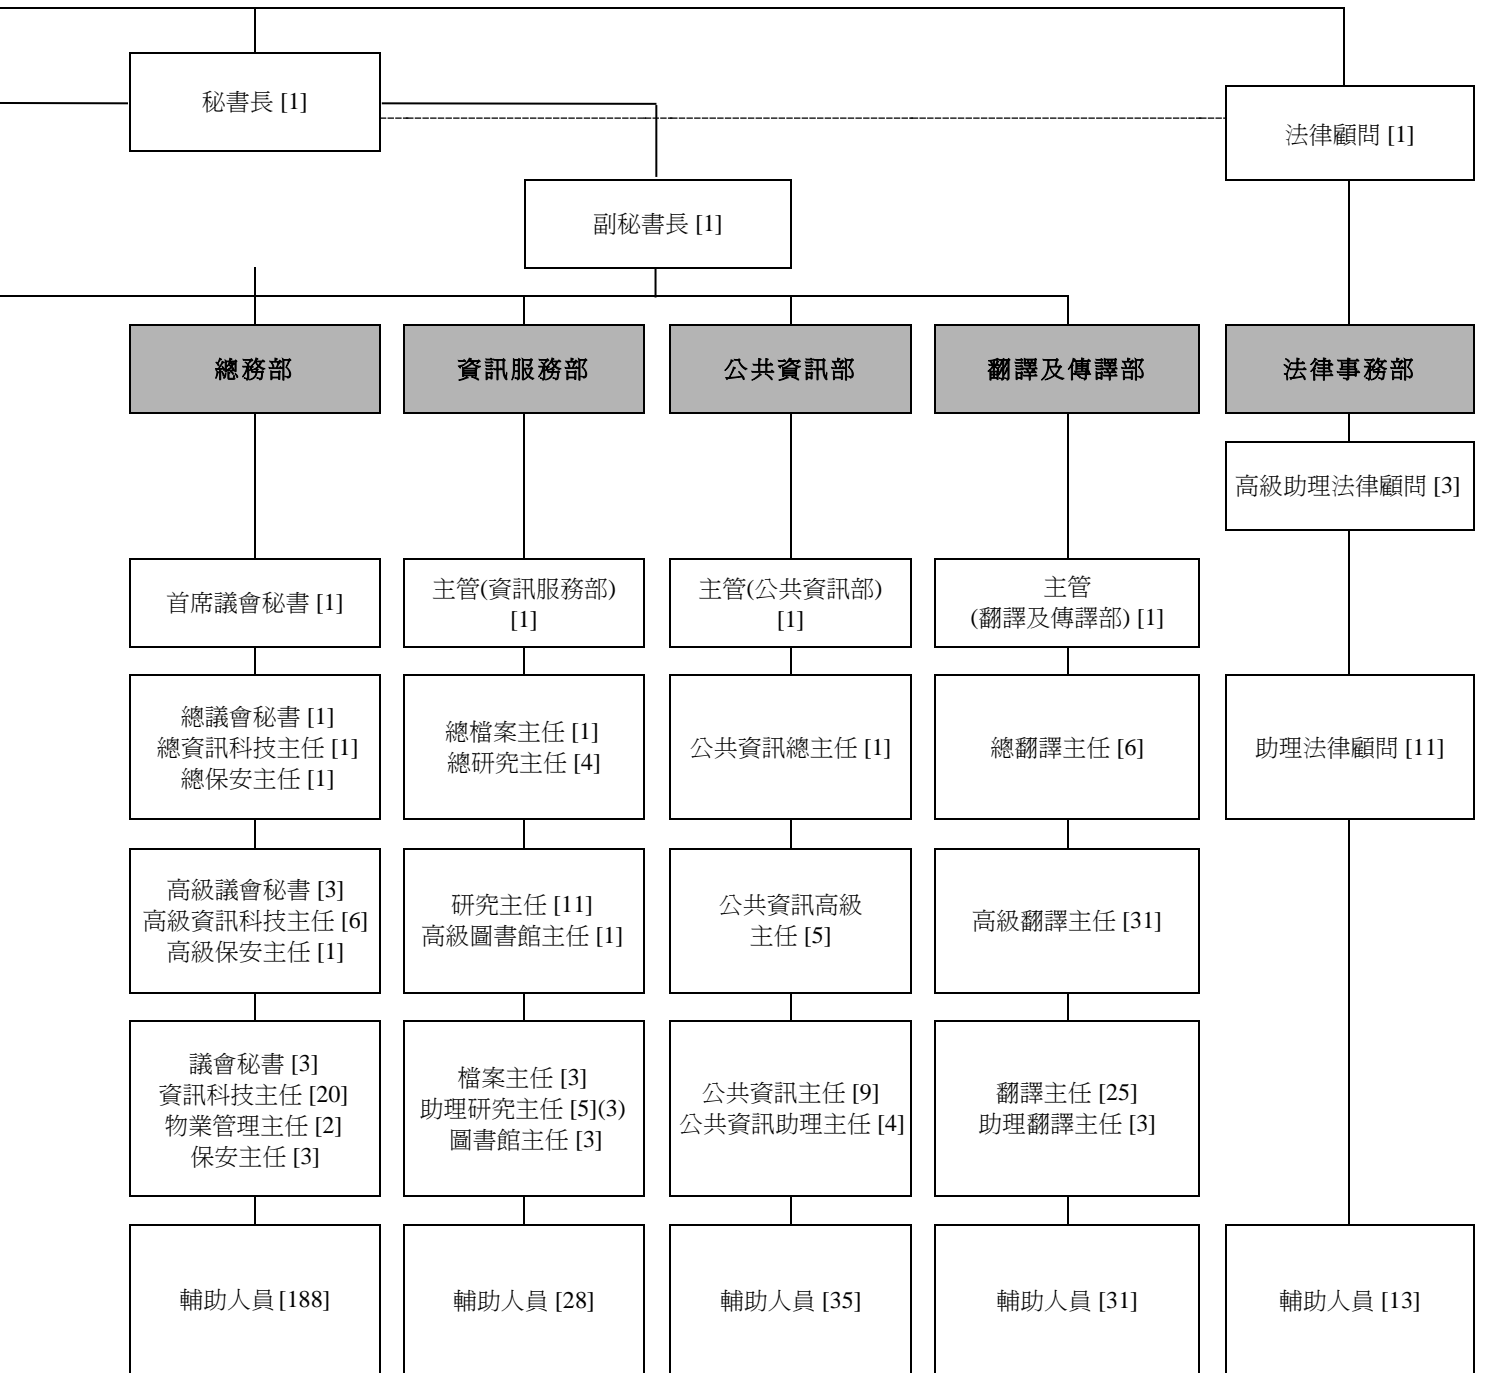 秘書長 [1]
法律顧問 [1]
副秘書長 [1]
總務部
資訊服務部
公共資訊部
翻譯及傳譯部
法律事務部
高級助理法律顧問 [3]
首席議會秘書 [1]
主管(資訊服務部)
[1]
主管(公共資訊部)
[1]
主管
(翻譯及傳譯部) [1]
總議會秘書 [1]
總資訊科技主任 [1]
總保安主任 [1]
總檔案主任 [1]
總研究主任 [4]
公共資訊總主任 [1]
總翻譯主任 [6]
助理法律顧問 [11]
高級議會秘書 [3]
高級資訊科技主任 [6]
高級保安主任 [1]
研究主任 [11]
高級圖書館主任 [1]
公共資訊高級
主任 [5]
高級翻譯主任 [31]
議會秘書 [3]
資訊科技主任 [20]
物業管理主任 [2]
保安主任 [3]
檔案主任 [3]
助理研究主任 [5](3)
圖書館主任 [3]
公共資訊主任 [9]
公共資訊助理主任 [4]
翻譯主任 [25]
助理翻譯主任 [3]
輔助人員 [188]
輔助人員 [28]
輔助人員 [35]
輔助人員 [31]
輔助人員 [13]